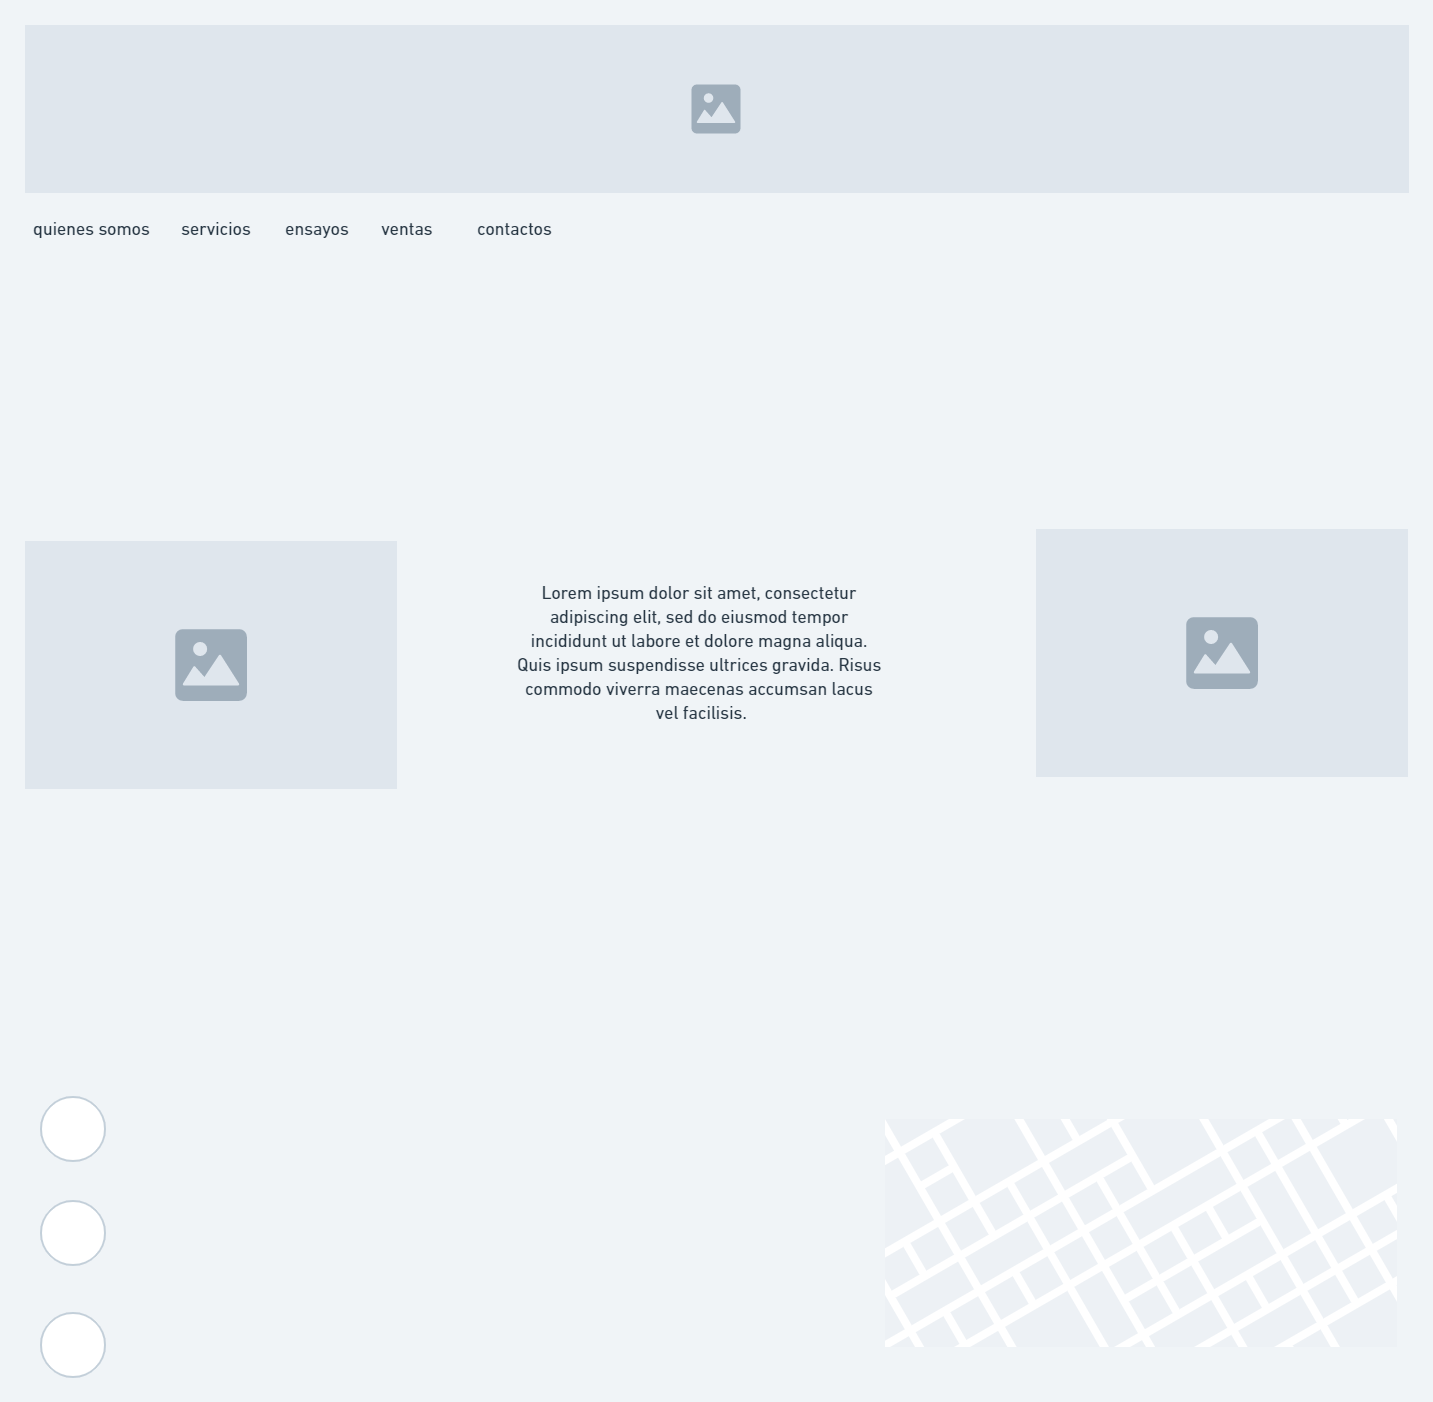 quienes somos servicios ensayos ventas contactos
Lorem ipsum dolor sit amet, consectetur
adipiscing elit, sed do eiusmod tempor
incididunt ut labore et dolore magna aliqua.
Quis ipsum suspendisse ultrices gravida. Risus
commodo viverra maecenas accumsan lacus
vel facilisis.